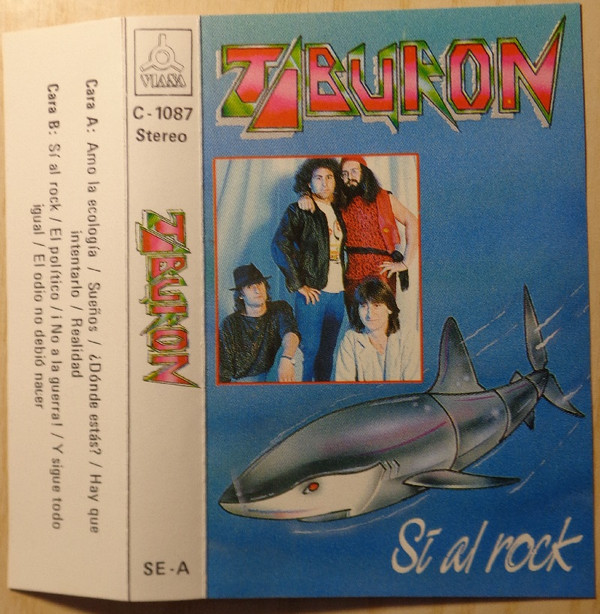 Cara A: Amo la ecología / Sueños / ¿Dónde estás? / Hay que
intentarlo / Realidad
Cara B: Sí al rock / El político / ¡No a la guerra! / Y sigue todo
igual / El odio no debió nacer
VIANA
C-1087
Stereo
TIBURON
SE-A
TIBURON
Sí al rock